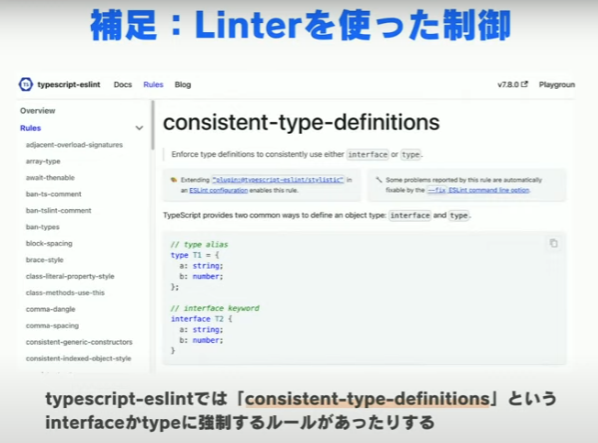 補足：Linterを使った制御
typescript-eslint Docs Rules Blog v7.8.0 Playgroun
Overview
Rules
adjacent-overload-signatures
array-type
await-thenable
ban-ts-comment
ban-tslint-comment
ban-types
block-spacing
brace-style
class-literal-property-style
class-methods-use-this
comma-dangle
comma-spacing
consistent-generic-constructors
consistent-indexed-object-style
consistent-type-definitions
Enforce type definitions to consistently use either interface or type.
Extending "plugin:@typescript-eslint/stylistic" in
an ESLint configuration enables this rule.
Some problems reported by this rule are automatically
fixable by the --fix ESLint command line option.
TypeScript provides two common ways to define an object type: interface and type.
// type alias
type T1 = {
a: string;
b: number;
};
// interface keyword
interface T2 {
a: string;
b: number;
}
typescript-eslintでは「consistent-type-definitions」という
interfaceかtypeに強制するルールがあったりする